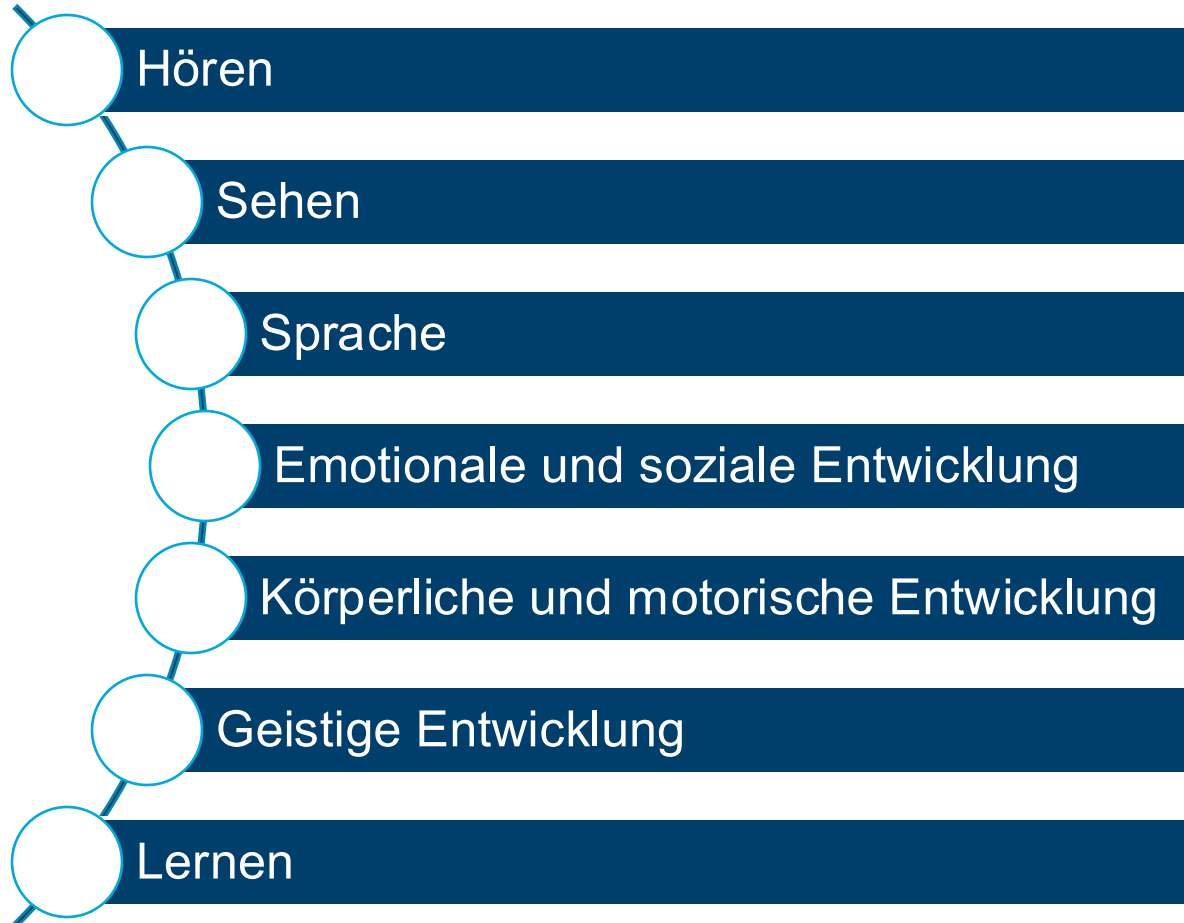 Hören
Sehen
Sprache
Emotionale und soziale Entwicklung
Körperliche und motorische Entwicklung
Geistige Entwicklung
Lernen